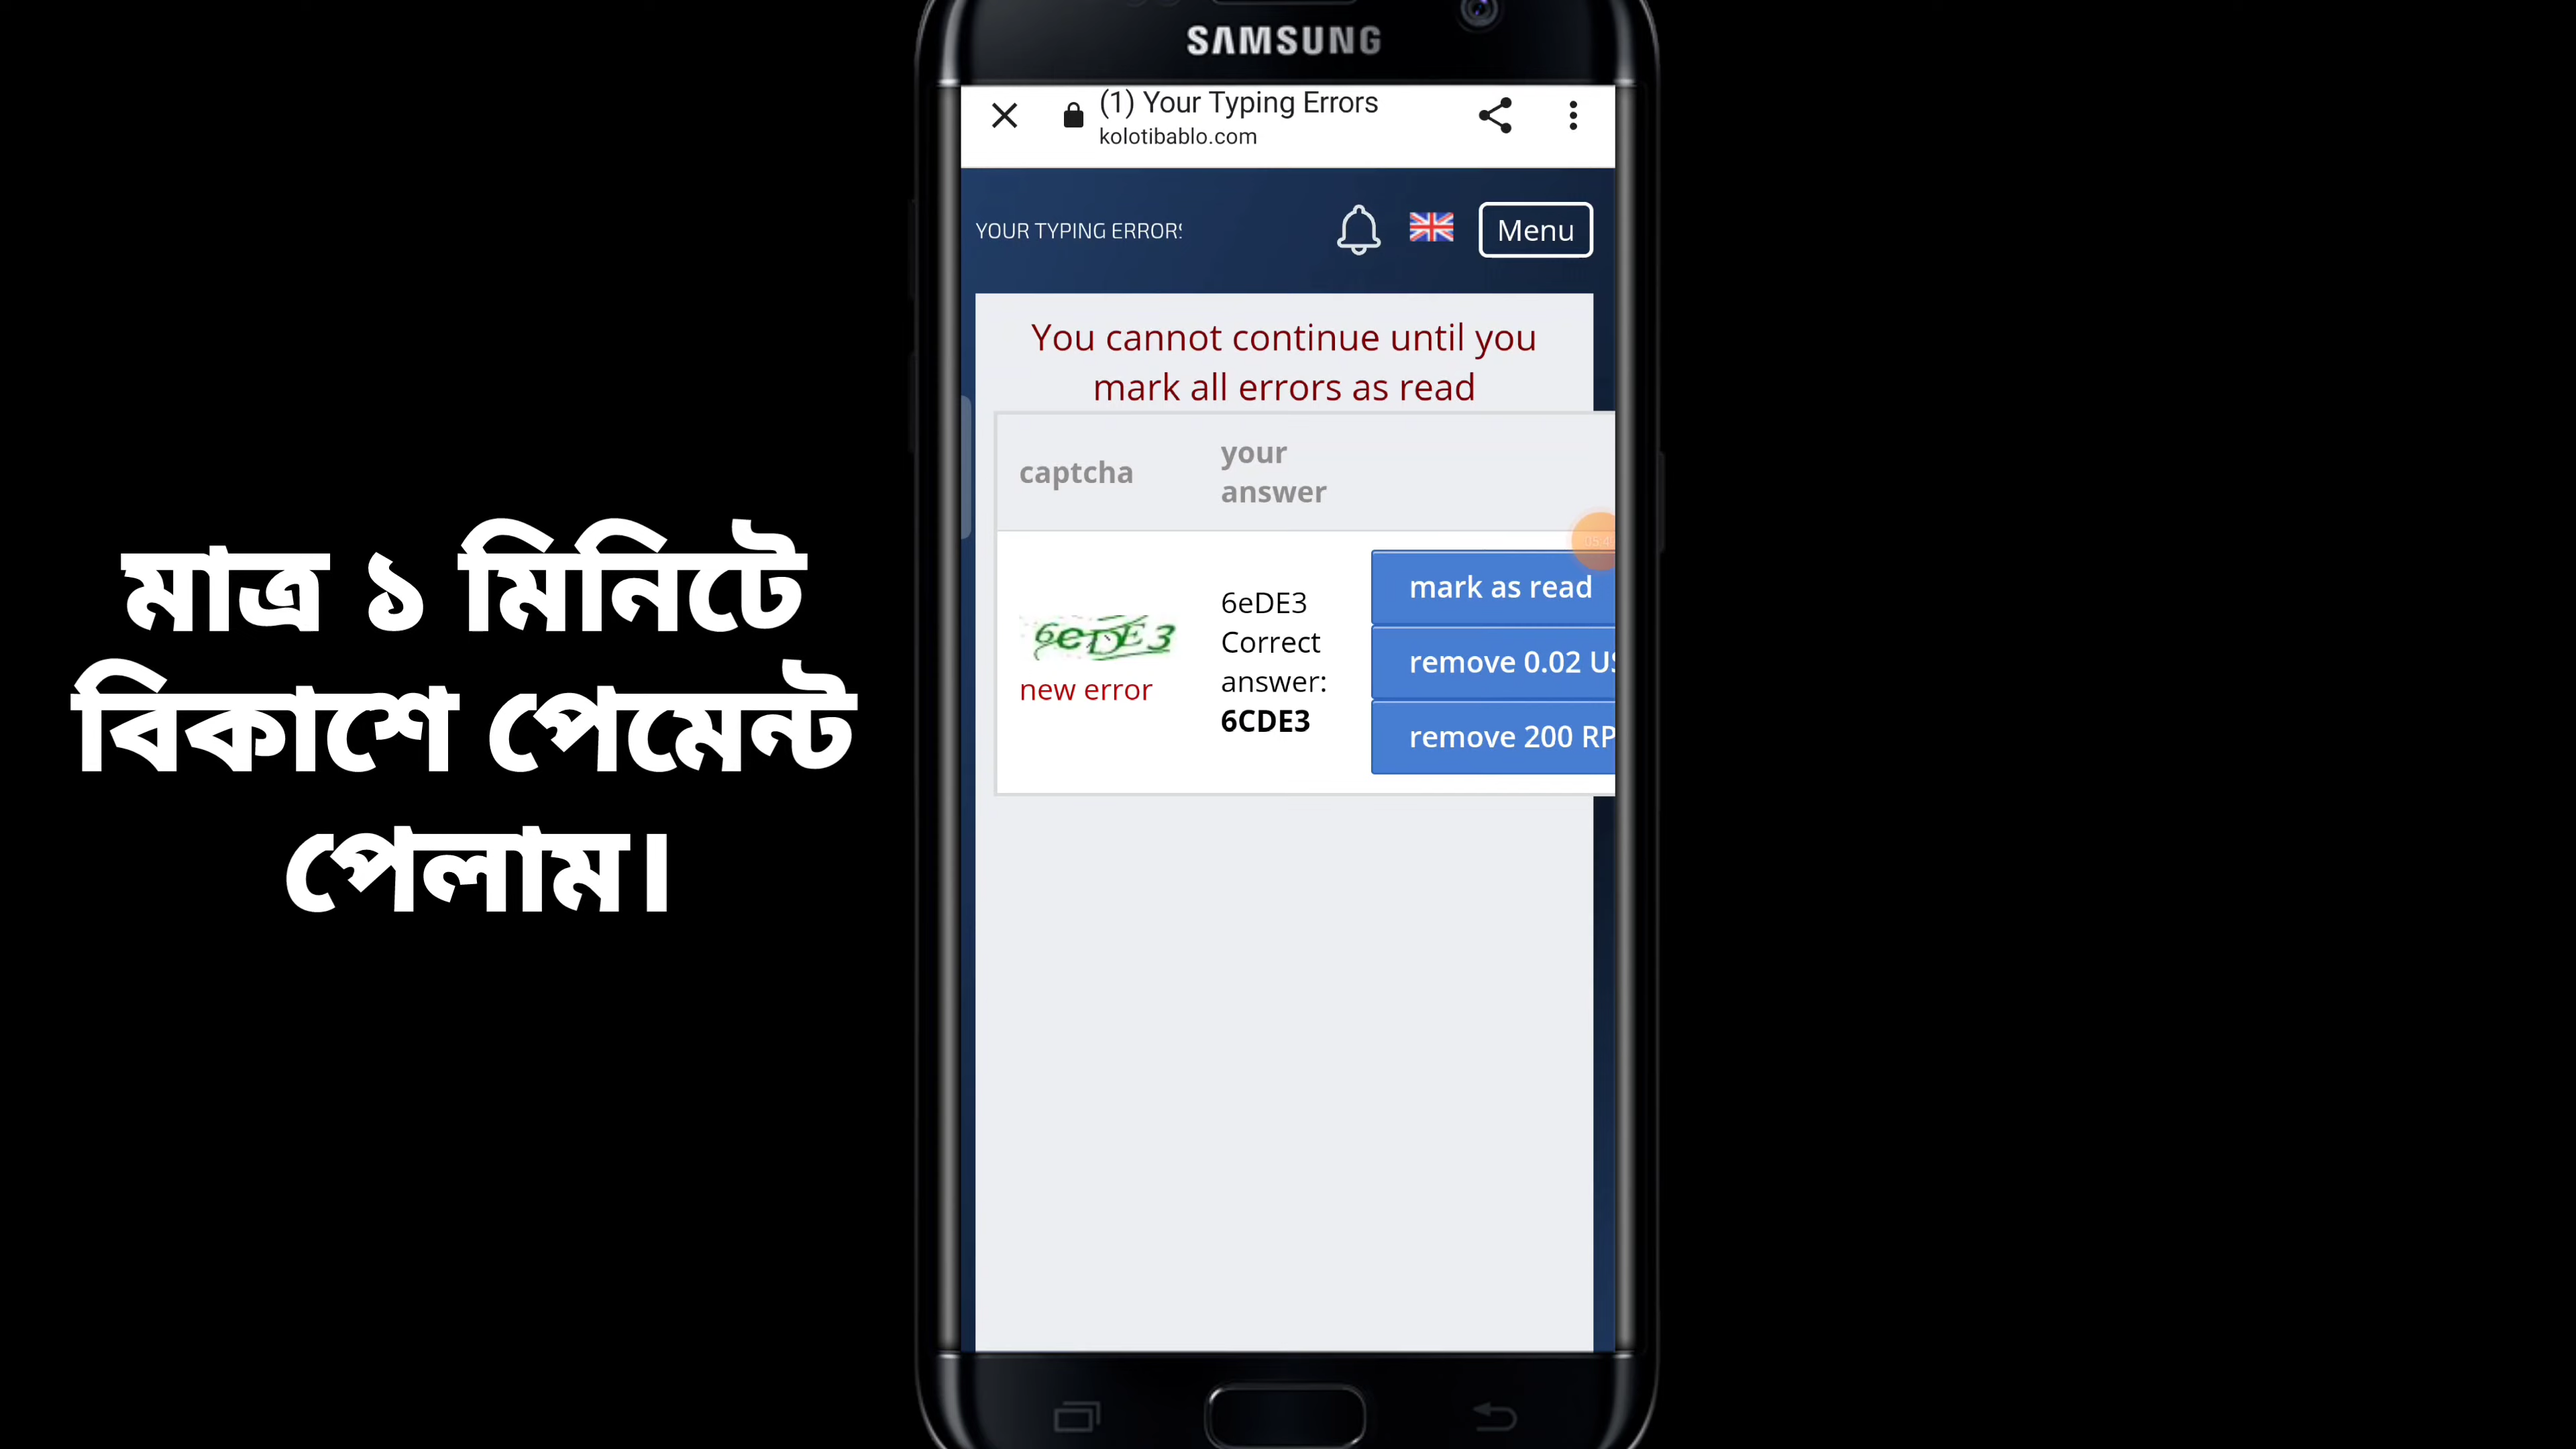 মাত্র ১ মিনিটে
বিকাশে পেমেন্ট
পেলাম।
SAMSUNG
(1) Your Typing Errors
kolotibablo.com
YOUR TYPING ERRORS
Menu
You cannot continue until you
mark all errors as read
captcha
your
answer
6eDE3
new error
6eDE3
Correct
answer:
6CDE3
mark as read
remove 0.02 US
remove 200 RP